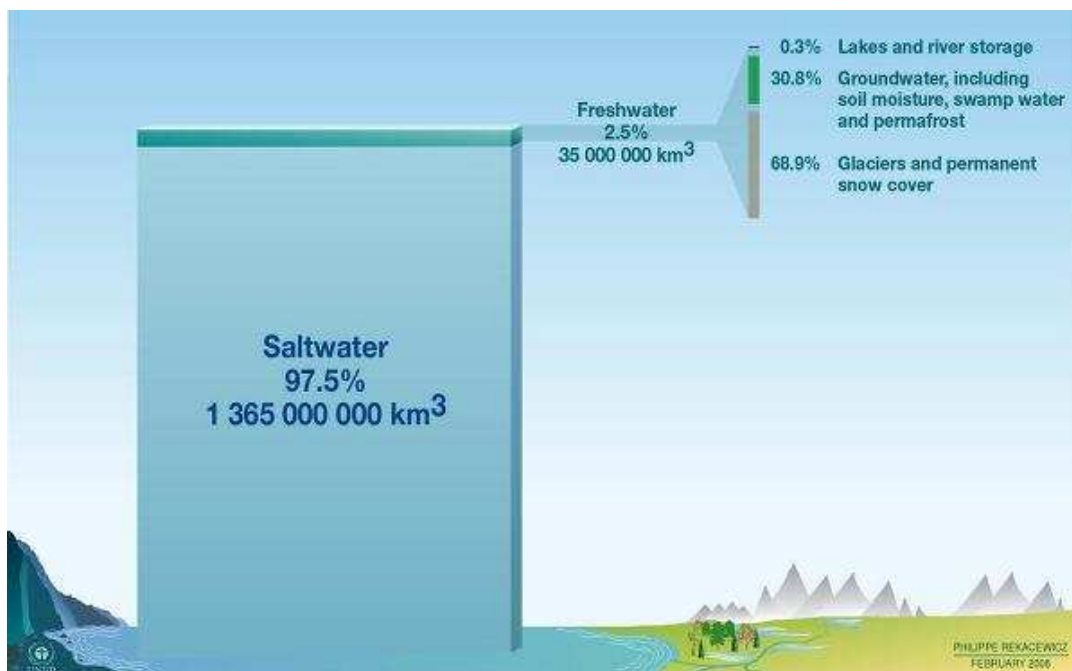 0.3% Lakes and river storage
30.8% Groundwater, including
soil moisture, swamp water
and permafrost
Freshwater
2.5%
35 000 000 km³
68.9% Glaciers and permanent
snow cover
Saltwater
97.5%
1 365 000 000 km³
PHILIPPE REKACEWICZ
FEBRUARY 2006